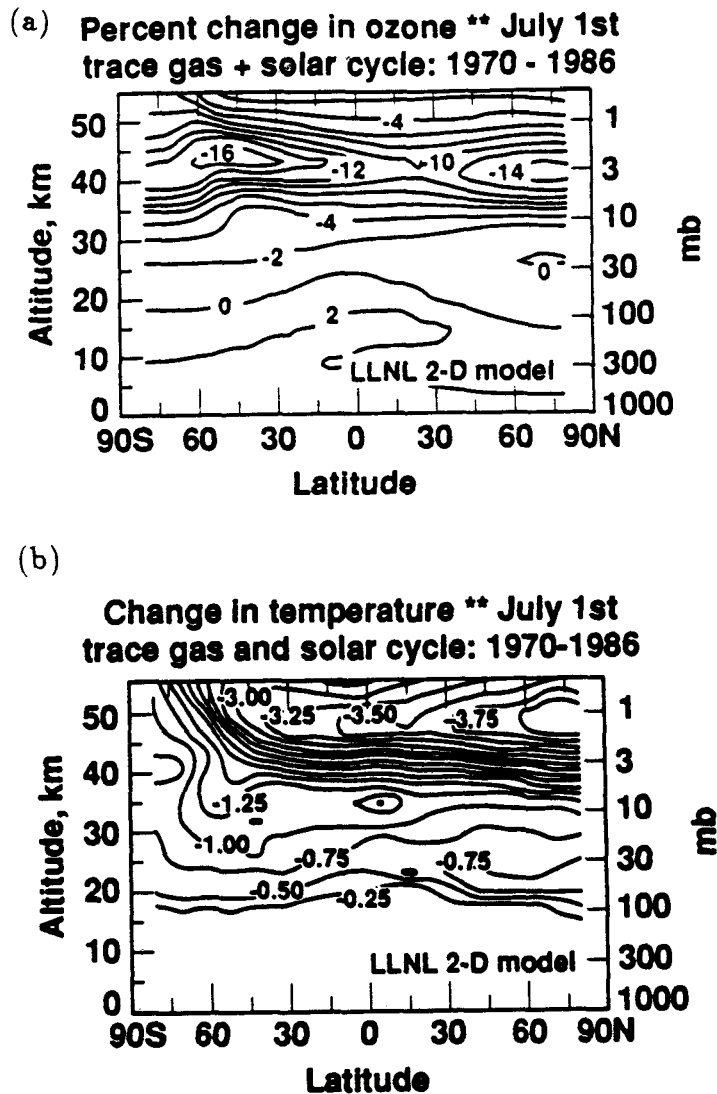 (a)
Percent change in ozone ** July 1st
trace gas + solar cycle: 1970 - 1986
50
40
30
20
10
0
Altitude, km
-4
-16
-12
-10
-14
-4
-2
0
0
2
LLNL 2-D model
1
3
10
30
100
300
1000
mb
90S 60 30 0 30 60 90N
Latitude
(b)
Change in temperature ** July 1st
trace gas and solar cycle: 1970-1986
50
40
30
20
10
0
Altitude, km
-3.00
-3.25
-3.50
-3.75
-1.25
-1.00
-0.75
-0.75
-0.50
-0.25
LLNL 2-D model
1
3
10
30
100
300
1000
mb
90S 60 30 0 30 60 90N
Latitude